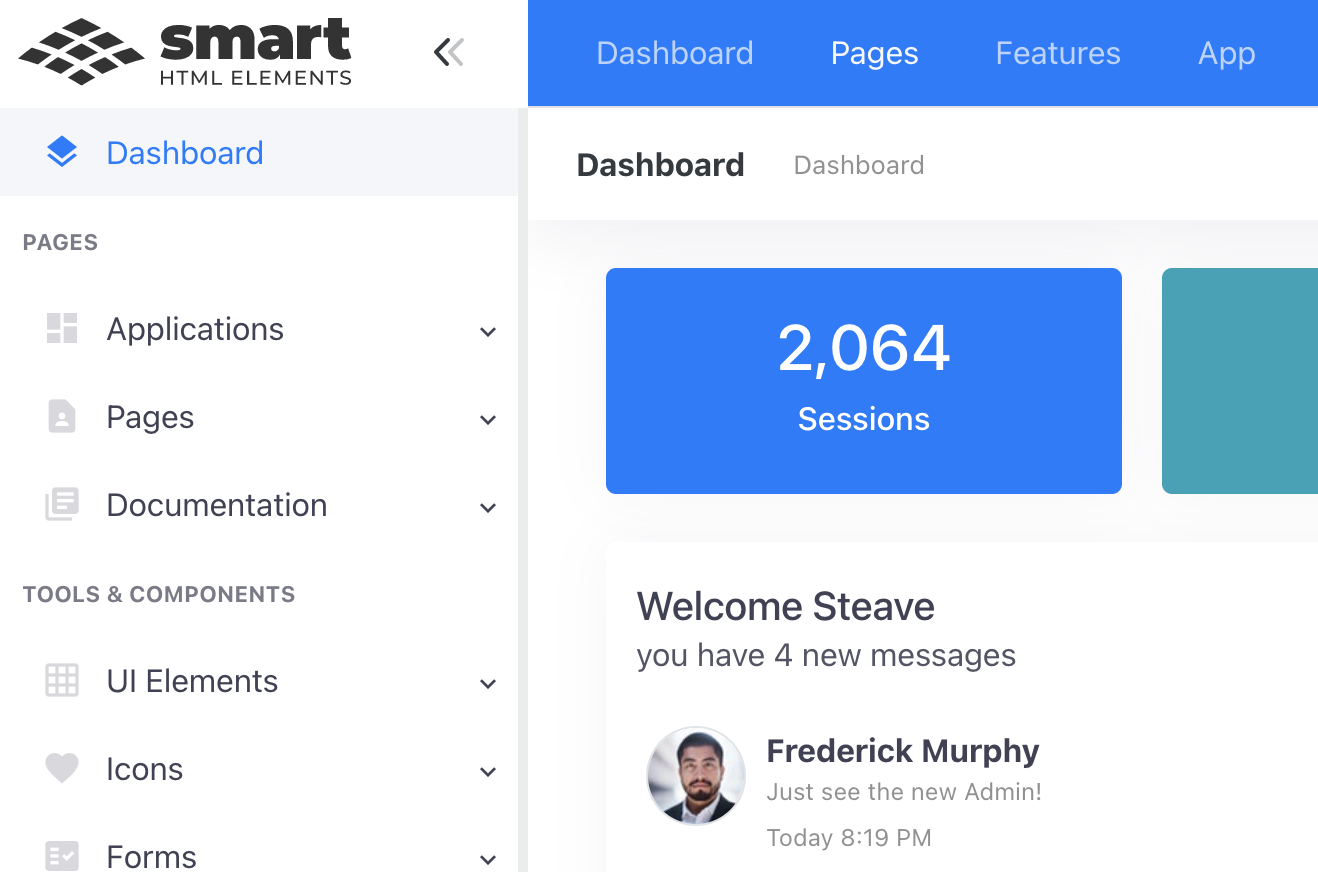 smart
HTML ELEMENTS
Dashboard
Pages
Features
App
Dashboard
Dashboard
Dashboard
PAGES
Applications
Pages
Documentation
TOOLS & COMPONENTS
UI Elements
Icons
Forms
2,064
Sessions
Welcome Steave
you have 4 new messages
Frederick Murphy
Just see the new Admin!
Today 8:19 PM